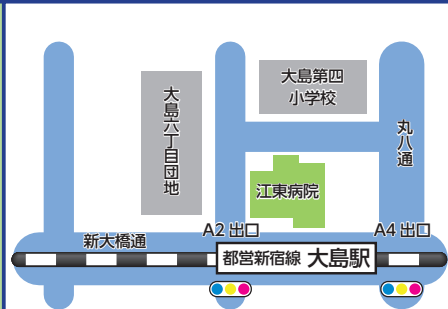 大島第四
小学校
大島六丁目団地
丸八通
江東病院
A2 出口
A4 出口
新大橋通
都営新宿線 大島駅